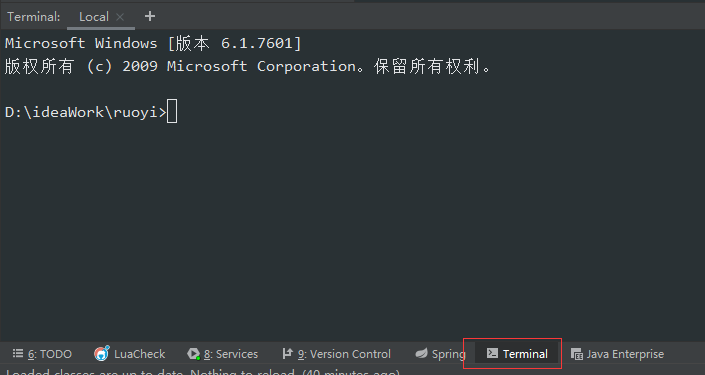 Terminal: Local × +
Microsoft Windows [版本 6.1.7601]
版权所有 (c) 2009 Microsoft Corporation。保留所有权利。
D:\ideaWork\ruoyi>
6: TODO LuaCheck 8: Services 9: Version Control Spring Terminal Java Enterprise
Loaded classes are up to date. Nothing to reload. (40 minutes ago)